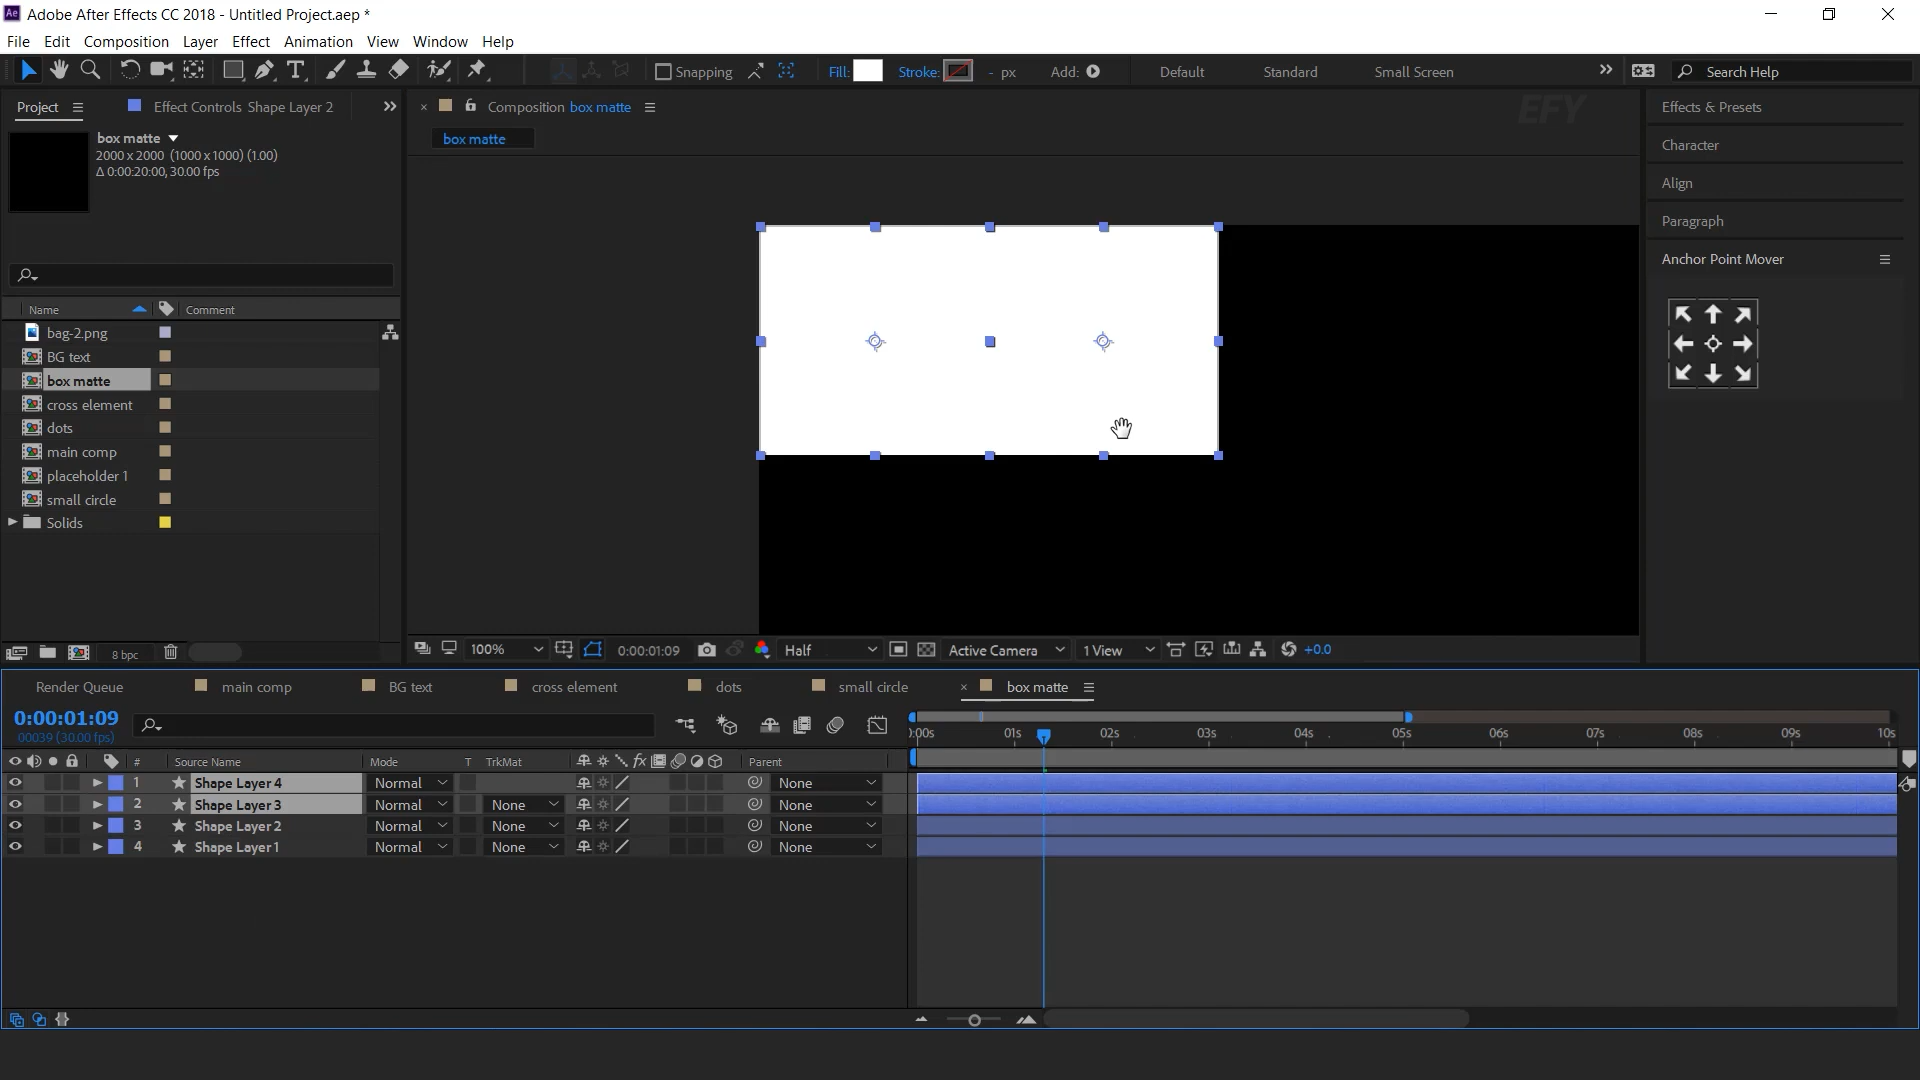 Adobe After Effects CC 2018 - Untitled Project.aep *
File Edit Composition Layer Effect Animation View Window Help
Snapping Fill: Stroke: - px Add: Default Standard Small Screen Search Help
Project Effect Controls Shape Layer 2 Composition box matte EFY Effects & Presets
box matte
2000 x 2000 (1000 x 1000) (1.00)
Δ 0:00:20:00, 30.00 fps
box matte
Character
Align
Paragraph
Anchor Point Mover
Name Comment
bag-2.png
BG text
box matte
cross element
dots
main comp
placeholder 1
small circle
Solids
8 bpc 100% 0:00:01:09 Half Active Camera 1 View +0.0
Render Queue main comp BG text cross element dots small circle box matte
0:00:01:09
00039 (30.00 fps)
):00s 01s 02s 03s 04s 05s 06s 07s 08s 09s 10s
# Source Name Mode T TrkMat fx Parent
1 Shape Layer 4 Normal None
2 Shape Layer 3 Normal None None
3 Shape Layer 2 Normal None None
4 Shape Layer 1 Normal None None